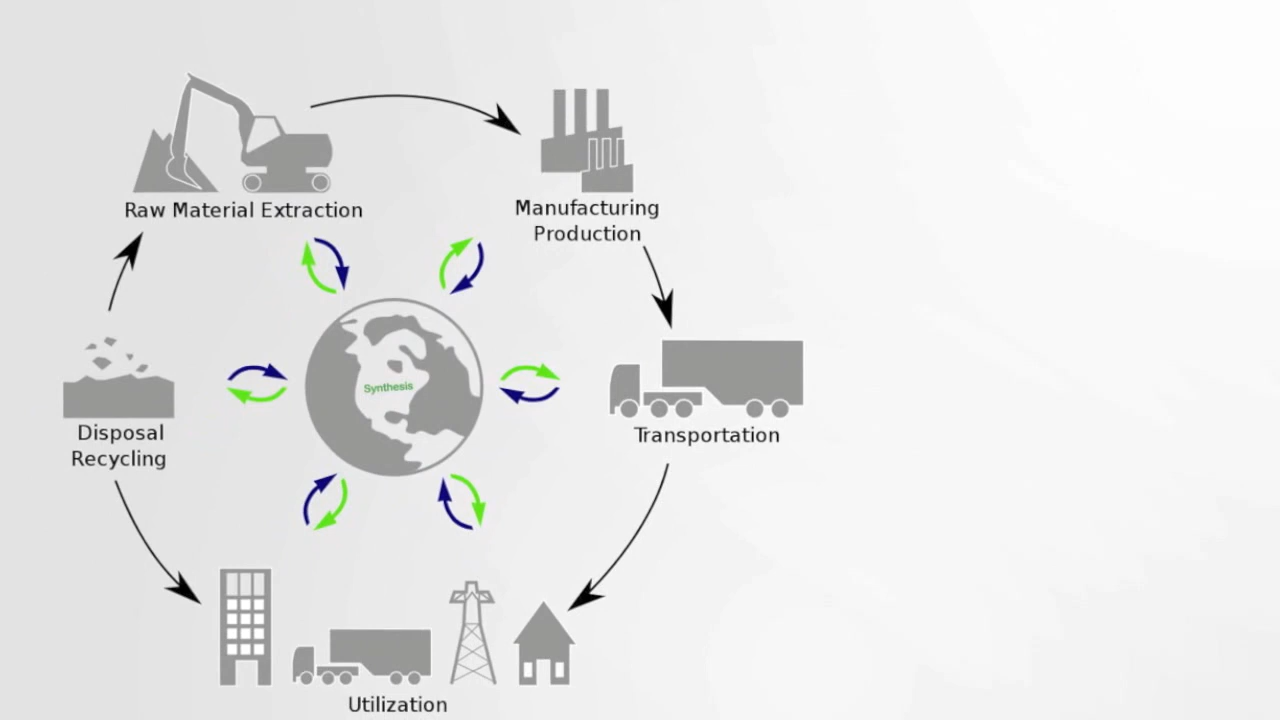 Raw Material Extraction
Manufacturing
Production
Synthesis
Transportation
Disposal
Recycling
Utilization